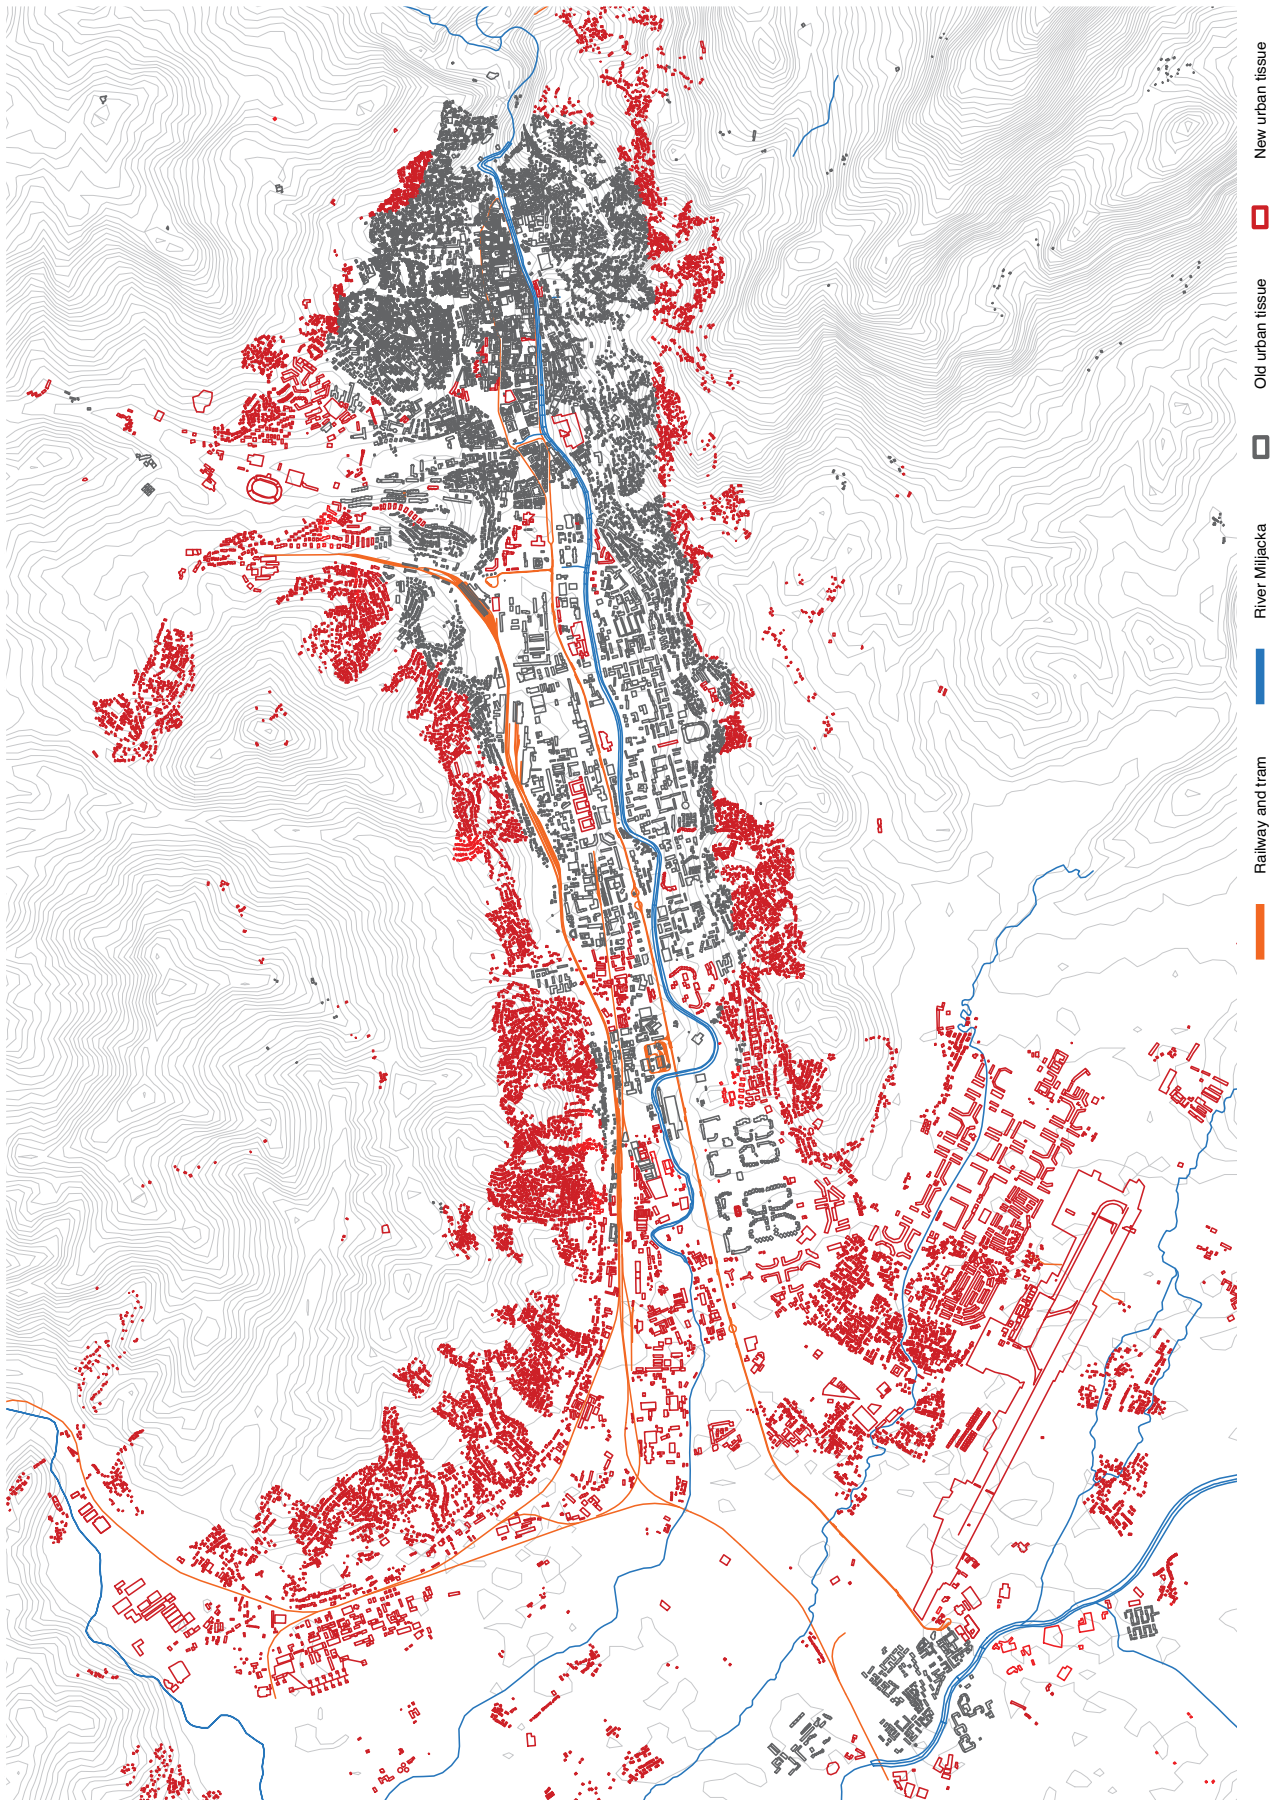 Railway and tram
River Miljacka
Old urban tissue
New urban tissue